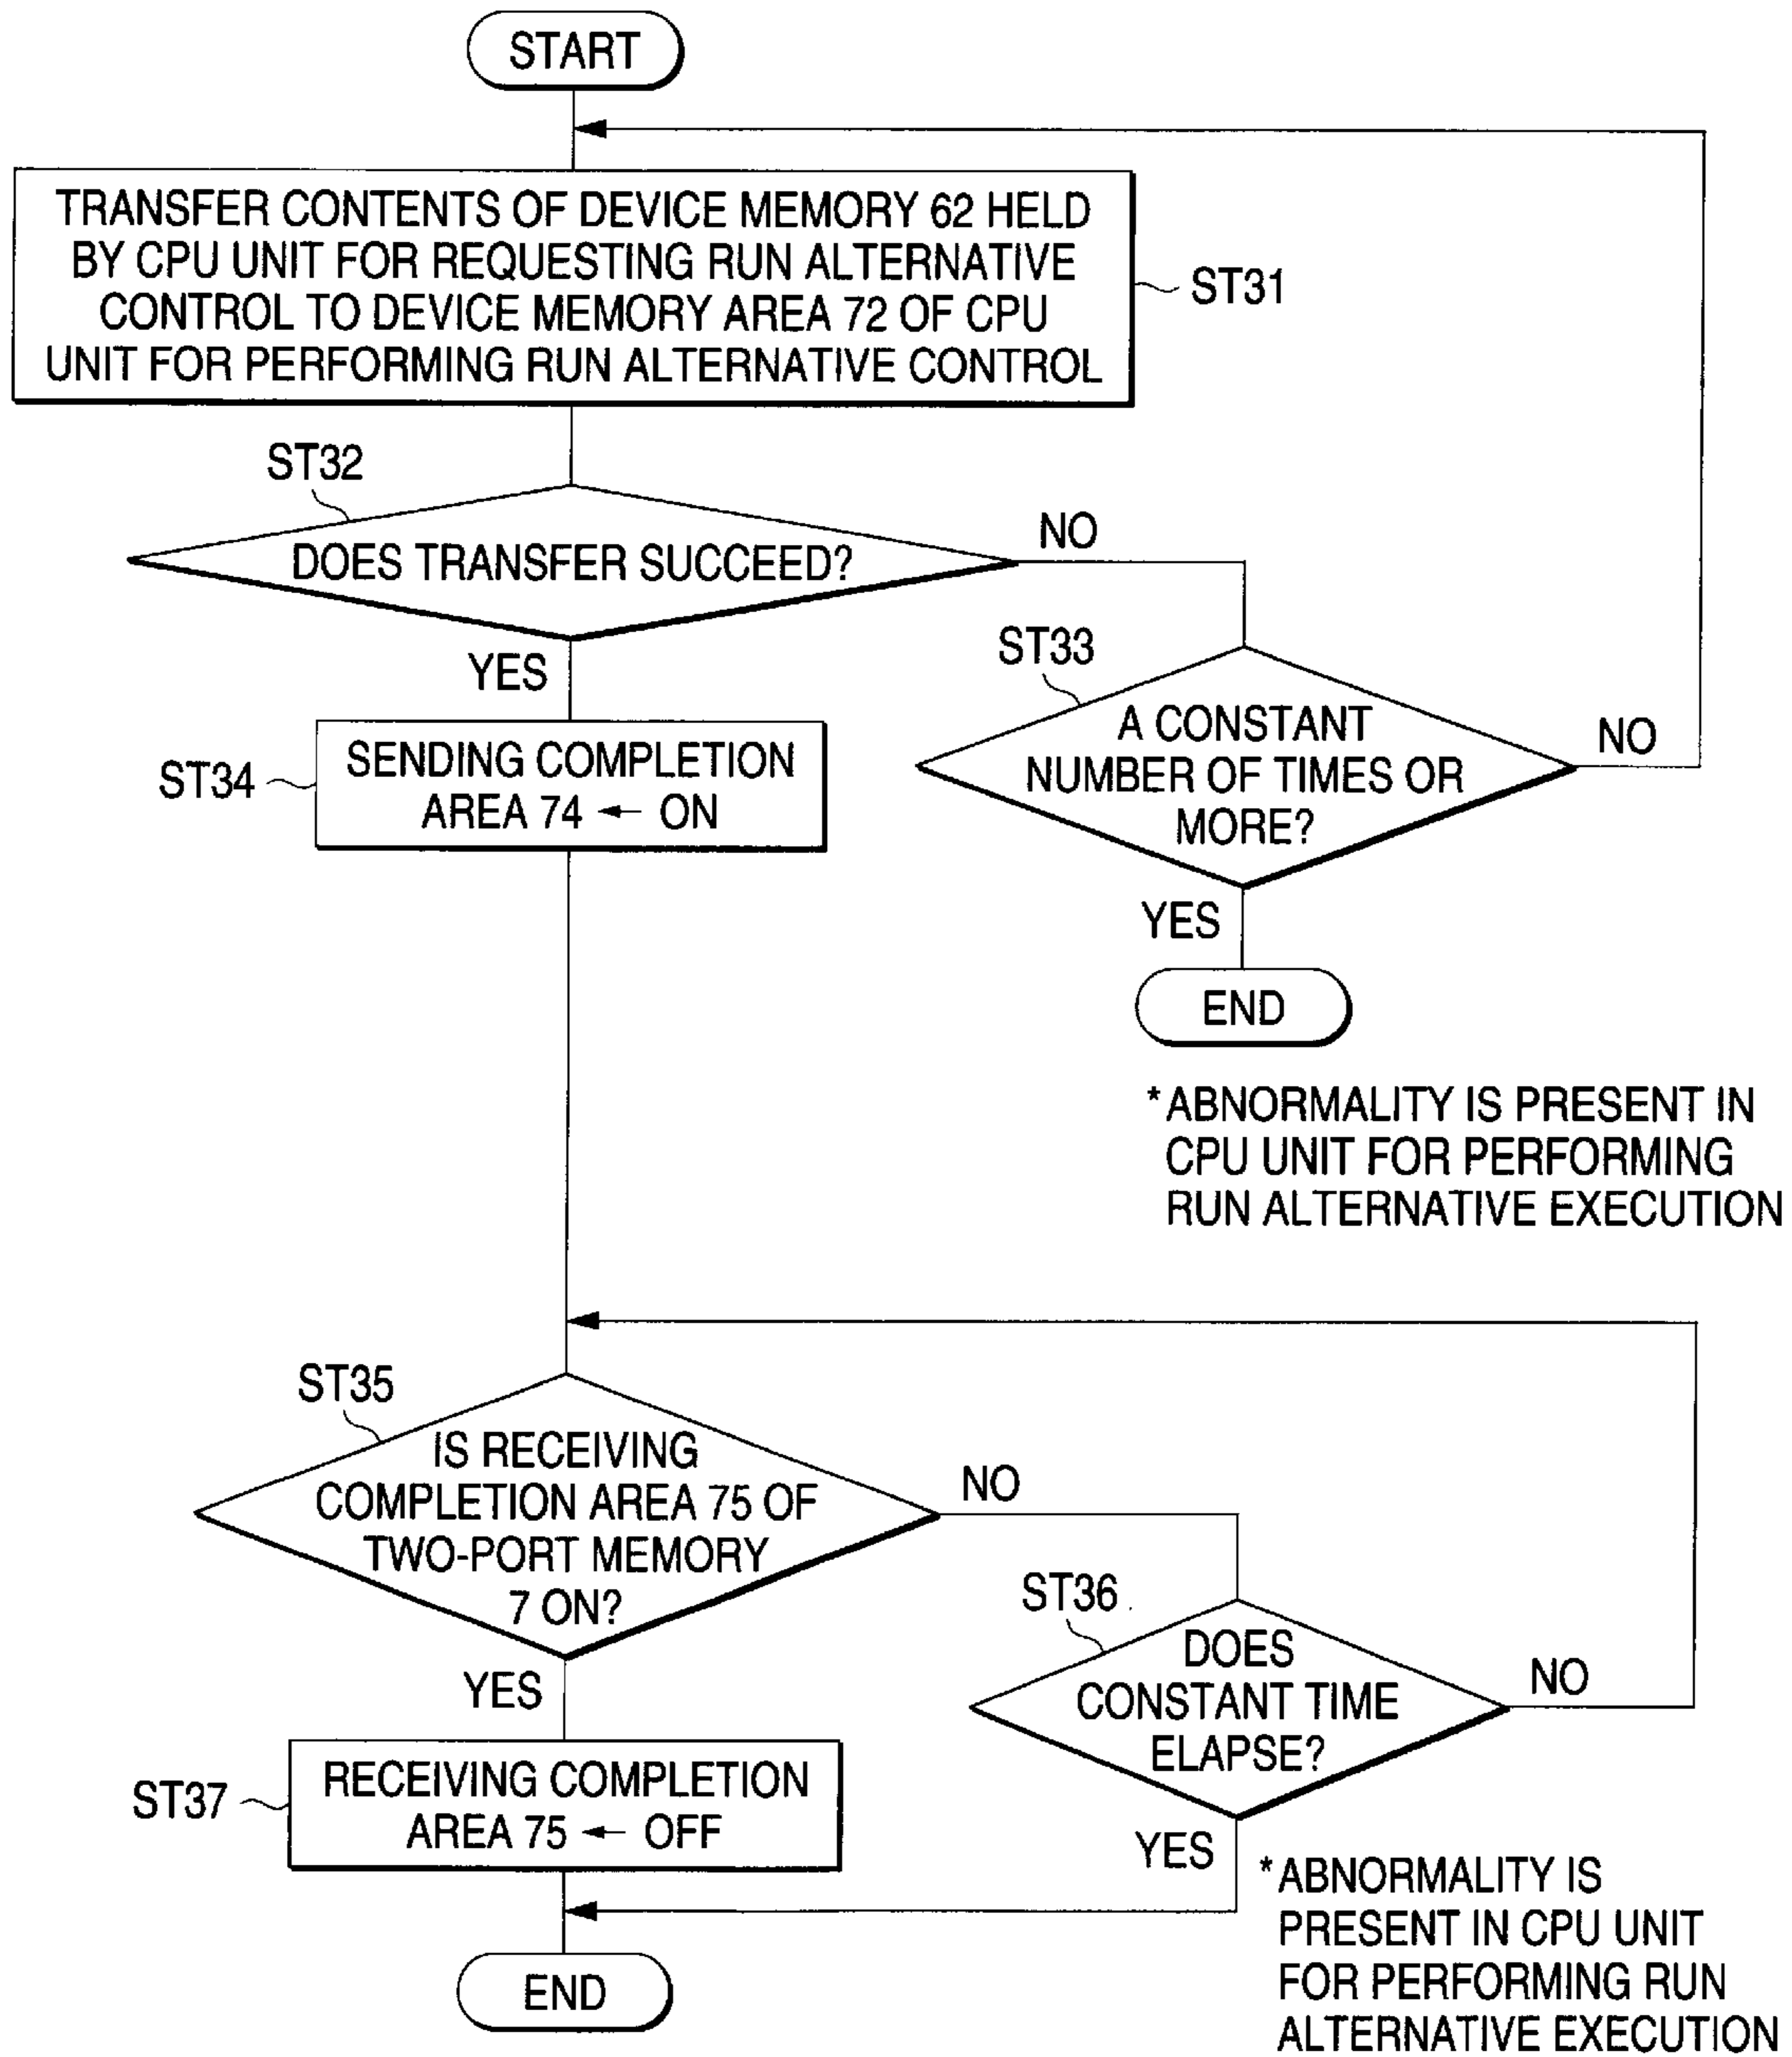 START
TRANSFER CONTENTS OF DEVICE MEMORY 62 HELD
BY CPU UNIT FOR REQUESTING RUN ALTERNATIVE
CONTROL TO DEVICE MEMORY AREA 72 OF CPU
UNIT FOR PERFORMING RUN ALTERNATIVE CONTROL
ST31
ST32
DOES TRANSFER SUCCEED?
NO
YES
ST33
A CONSTANT
NUMBER OF TIMES OR
MORE?
NO
YES
END
ST34
SENDING COMPLETION
AREA 74 ← ON
*ABNORMALITY IS PRESENT IN
CPU UNIT FOR PERFORMING
RUN ALTERNATIVE EXECUTION
ST35
IS RECEIVING
COMPLETION AREA 75 OF
TWO-PORT MEMORY
7 ON?
NO
YES
ST36
DOES
CONSTANT TIME
ELAPSE?
NO
YES
ST37
RECEIVING COMPLETION
AREA 75 ← OFF
*ABNORMALITY IS
PRESENT IN CPU UNIT
FOR PERFORMING RUN
ALTERNATIVE EXECUTION
END